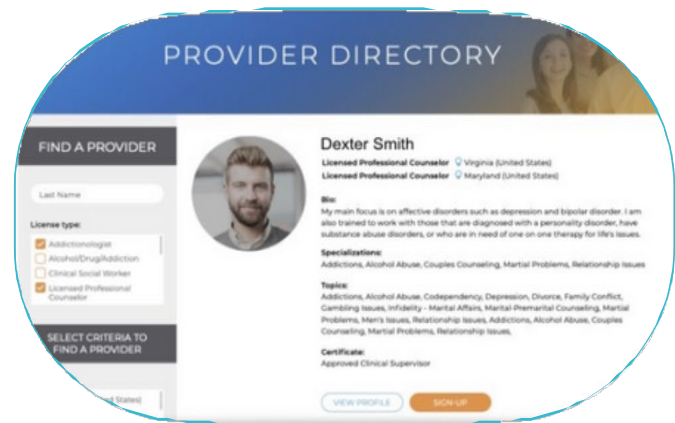 PROVIDER DIRECTORY
FIND A PROVIDER
Last Name
License type:
Addictionologist
Alcohol/Drug/Addiction
Clinical Social Worker
Licensed Professional
Counselor
SELECT CRITERIA TO
FIND A PROVIDER
States)
Dexter Smith
Licensed Professional Counselor Virginia (United States)
Licensed Professional Counselor Maryland (United States)
Bio:
My main focus is on affective disorders such as depression and bipolar disorder. I am
also trained to work with those that are diagnosed with a personality disorder, have
substance abuse disorders, or who are in need of one on one therapy for life's issues.
Specializations:
Addictions, Alcohol Abuse, Couples Counseling, Martial Problems, Relationship Issues
Topics:
Addictions, Alcohol Abuse, Codependency, Depression, Divorce, Family Conflict,
Gambling Issues, Infidelity - Marital Affairs, Marital-Premarital Counseling, Martial
Problems, Men's Issues, Relationship Issues, Addictions, Alcohol Abuse, Couples
Counseling, Martial Problems, Relationship Issues,
Certificate:
Approved Clinical Supervisor
VIEW PROFILE
SIGN-UP